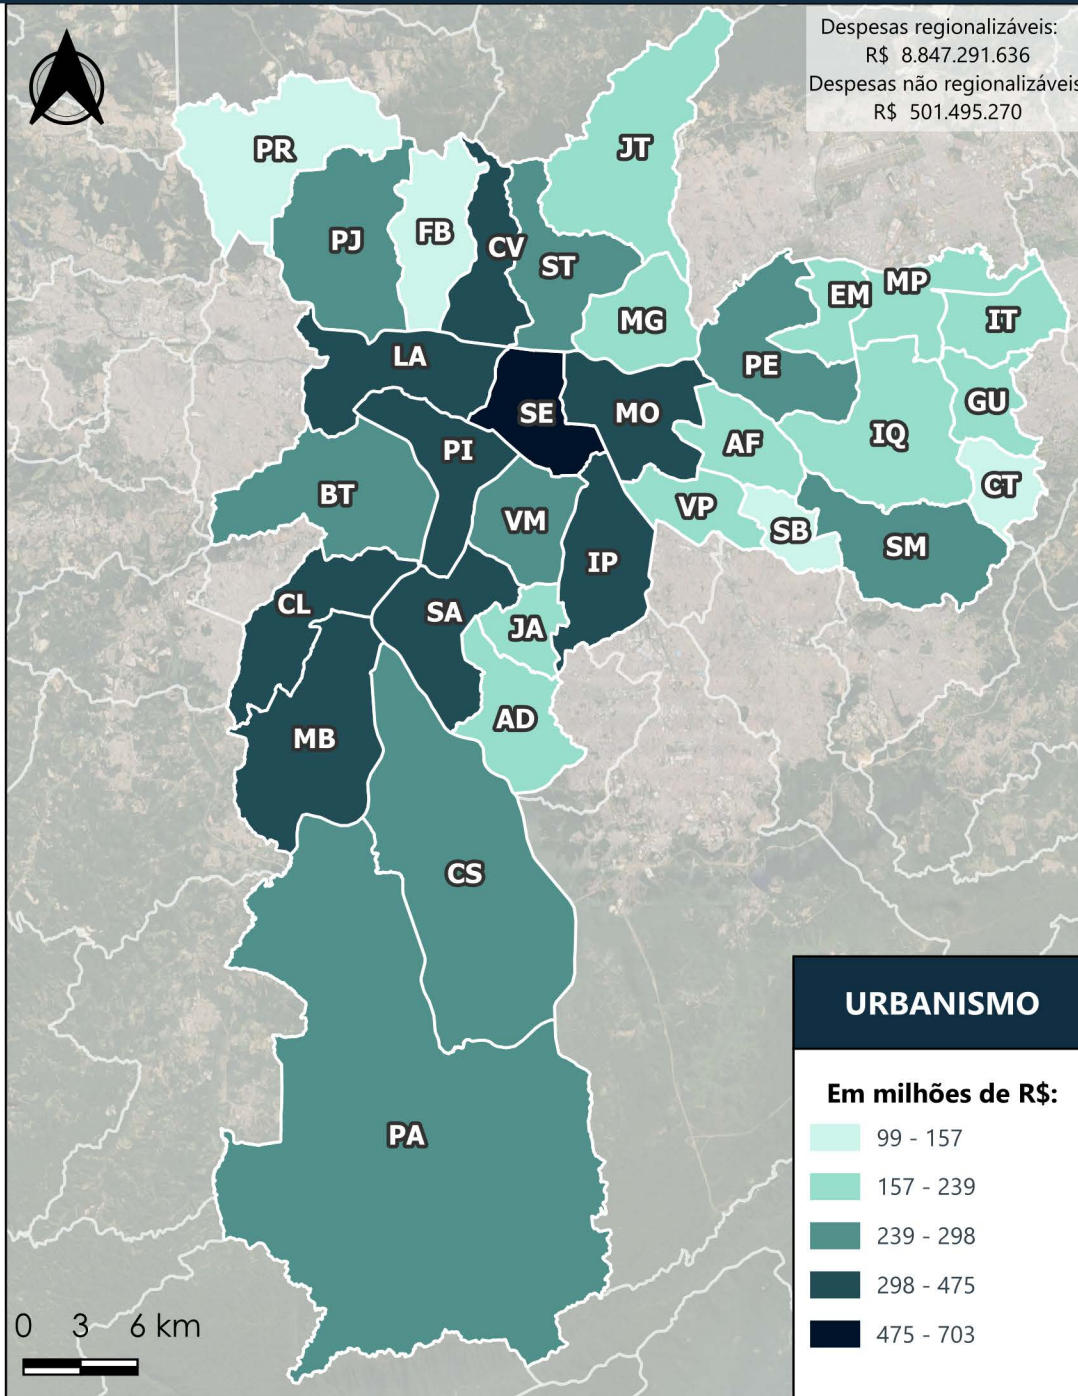 Despesas regionalizáveis:
R$ 8.847.291.636
Despesas não regionalizáveis
R$ 501.495.270
PR
JT
PJ
FB
CV
ST
MG
EM
MP
IT
LA
PE
SE
MO
GU
PI
AF
IQ
BT
VM
VP
CT
SB
IP
SM
CL
SA
JA
MB
AD
CS
PA
URBANISMO
Em milhões de R$:
99 - 157
157 - 239
239 - 298
298 - 475
475 - 703
0 3 6 km